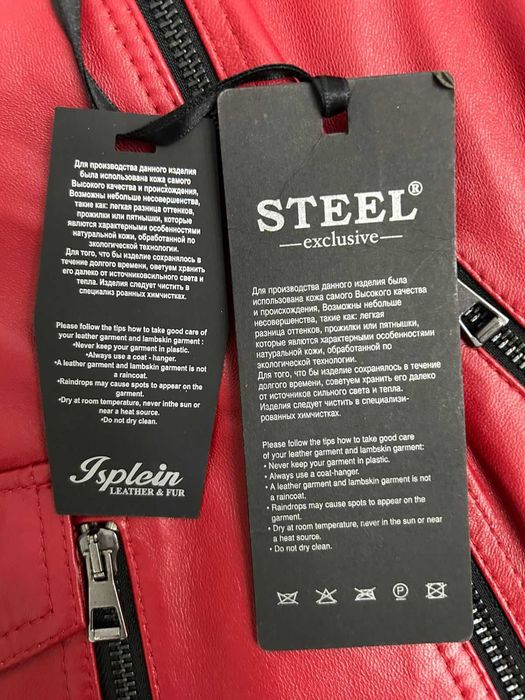 Для производства данного изделия
была использована кожа самого
Высокого качества и происхождения,
Возможны небольше несовершенства,
такие как: легкая разница оттенков,
прожилки или пятнышки, которые
являются характерными особенностями
натуральной кожи, обработанной по
экологической технологии.
Для того, что бы изделие сохранялось в
течение долгого времени, советуем хранить
его далеко от источниковсильного света и
тепла. Изделия следует чистить в
специализ рованных химчистках.
Please follow the tips how to take good care of
your leather garment and lambskin garment :
•Never keep your garment in plastic.
•Always use a coat - hanger.
•A leather garment and lambskin garment is not
a raincoat.
•Raindrops may cause spots to appear on the
garment.
•Dry at room temperature, never inthe sun or
near a heat source.
•Do not dry clean.
Isplein
LEATHER & FUR
STEEL®
exclusive
Для производства данного изделия была
использована кожа самого Высокого качества
и происхождения, Возможны небольше
несовершенства, такие как: легкая
разница оттенков, прожилки или пятнышки,
которые являются характерными особенностями
натуральной кожи, обработанной по
экологической технологии.
Для того, что бы изделие сохранялось в течение
долгого времени, советуем хранить его далеко
от источников сильного света и тепла.
Изделия следует чистить в специализи-
рованных химчистках.
Please follow the tips how to take good care
of your leather garment and lambskin garment:
• Never keep your garment in plastic.
• Always use a coat-hanger.
• A leather garment and lambskin garment is not
a raincoat.
• Raindrops may cause spots to appear on the
garment.
• Dry at room temperature, never in the sun or near
a heat source.
• Do not dry clean.
P